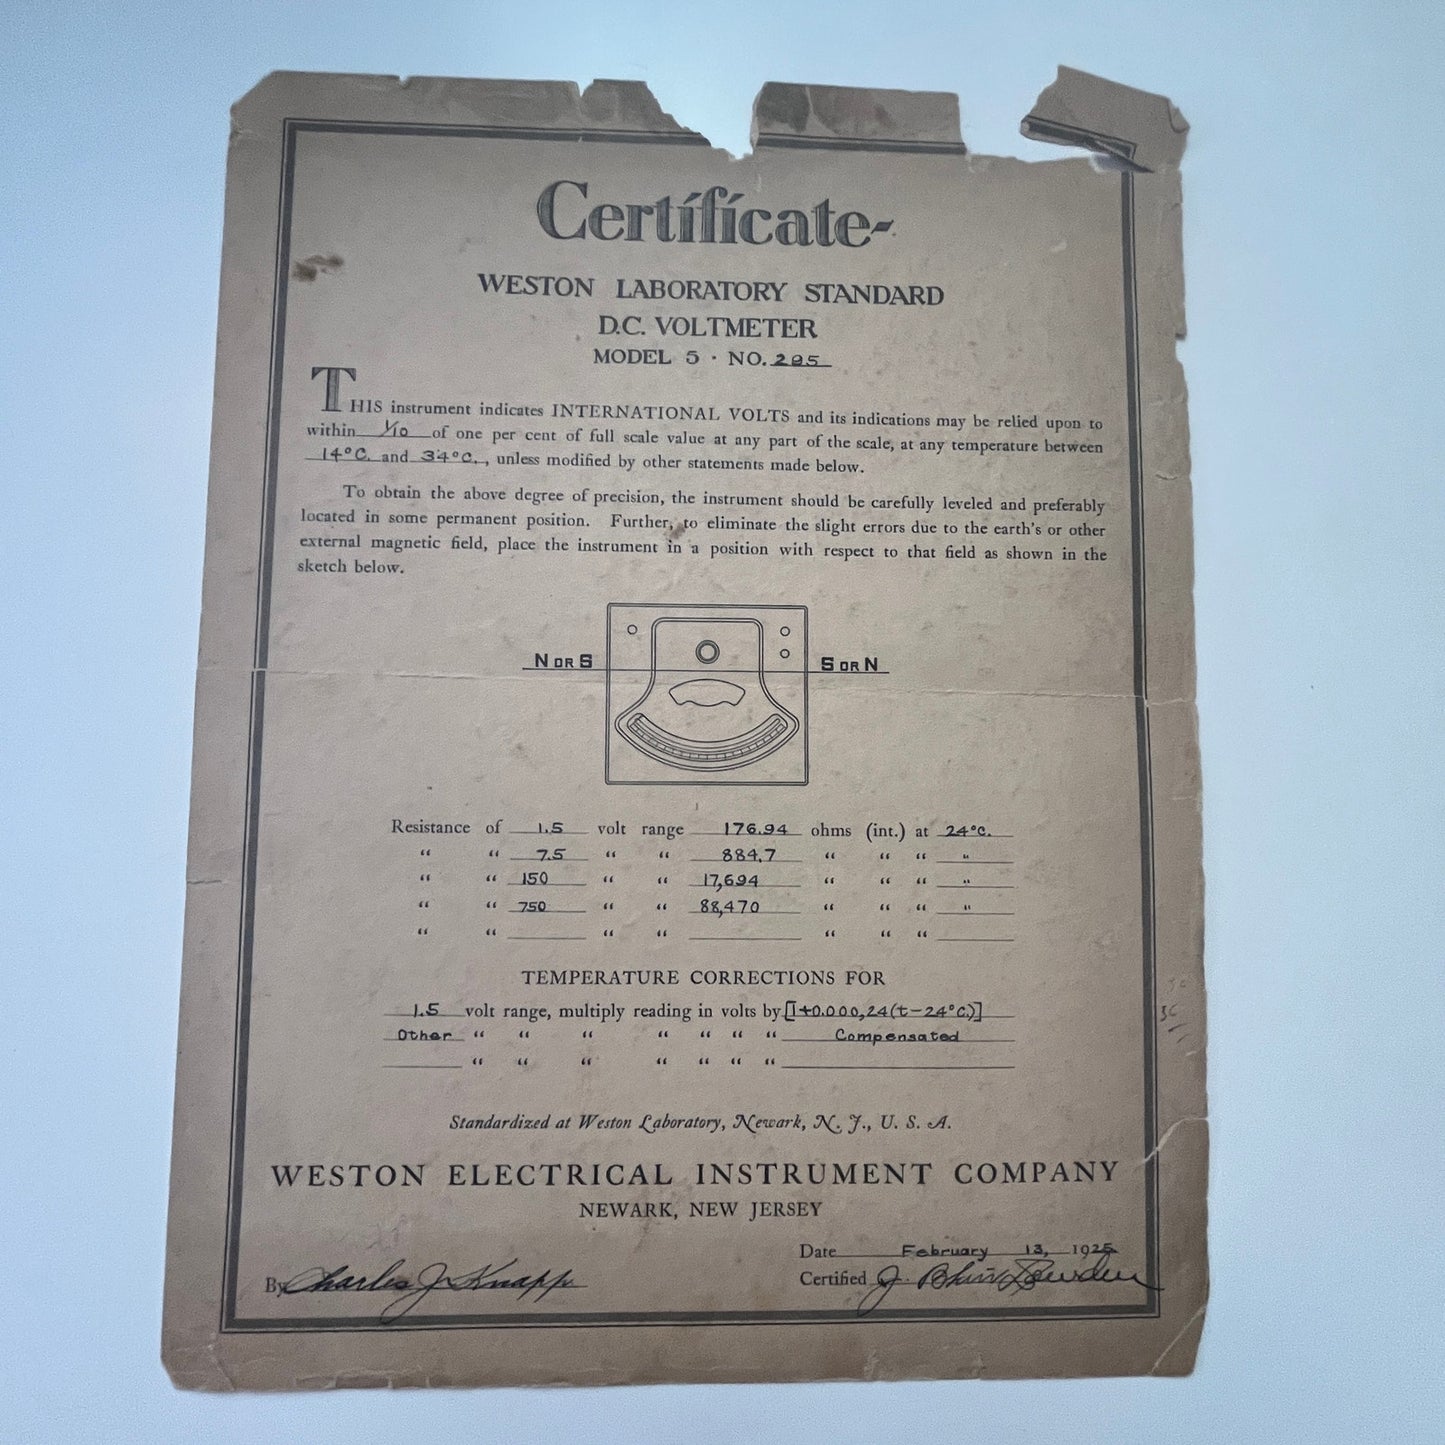 Certificate-
WESTON LABORATORY STANDARD
D.C. VOLTMETER
MODEL 5 · NO. 295
THIS instrument indicates INTERNATIONAL VOLTS and its indications may be relied upon to
within 1/10 of one per cent of full scale value at any part of the scale, at any temperature between
14°C. and 34°C., unless modified by other statements made below.
To obtain the above degree of precision, the instrument should be carefully leveled and preferably
located in some permanent position. Further, to eliminate the slight errors due to the earth's or other
external magnetic field, place the instrument in a position with respect to that field as shown in the
sketch below.
N OR S S OR N
Resistance of 1.5 volt range 176.94 ohms (int.) at 24°C.
" " 7.5 " " 884.7 " " " "
" " 150 " " 17,694 " " " "
" " 750 " " 88,470 " " " "
" " " " " " "
TEMPERATURE CORRECTIONS FOR
1.5 volt range, multiply reading in volts by [1+0.000,24(t-24°C.)]
Other " " " " " " " Compensated
" " " " " " "
Standardized at Weston Laboratory, Newark, N. J., U. S. A.
WESTON ELECTRICAL INSTRUMENT COMPANY
NEWARK, NEW JERSEY
Date February 13, 1925
By Charles J. Knapp Certified J.